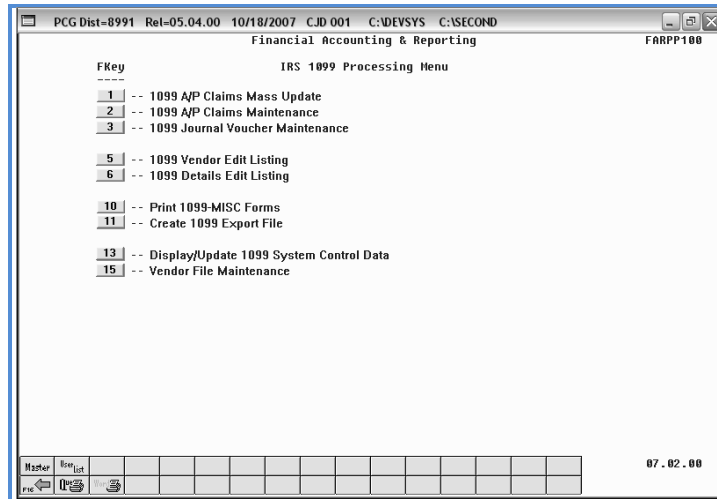 PCG Dist=8991 Rel=05.04.00 10/18/2007 CJD 001 C:\DEVSYS C:\SECOND
Financial Accounting & Reporting FARPP100
FKey IRS 1099 Processing Menu
----
1 -- 1099 A/P Claims Mass Update
2 -- 1099 A/P Claims Maintenance
3 -- 1099 Journal Voucher Maintenance
5 -- 1099 Vendor Edit Listing
6 -- 1099 Details Edit Listing
10 -- Print 1099-MISC Forms
11 -- Create 1099 Export File
13 -- Display/Update 1099 System Control Data
15 -- Vendor File Maintenance
Master User List 07.02.00
F16 Que Word